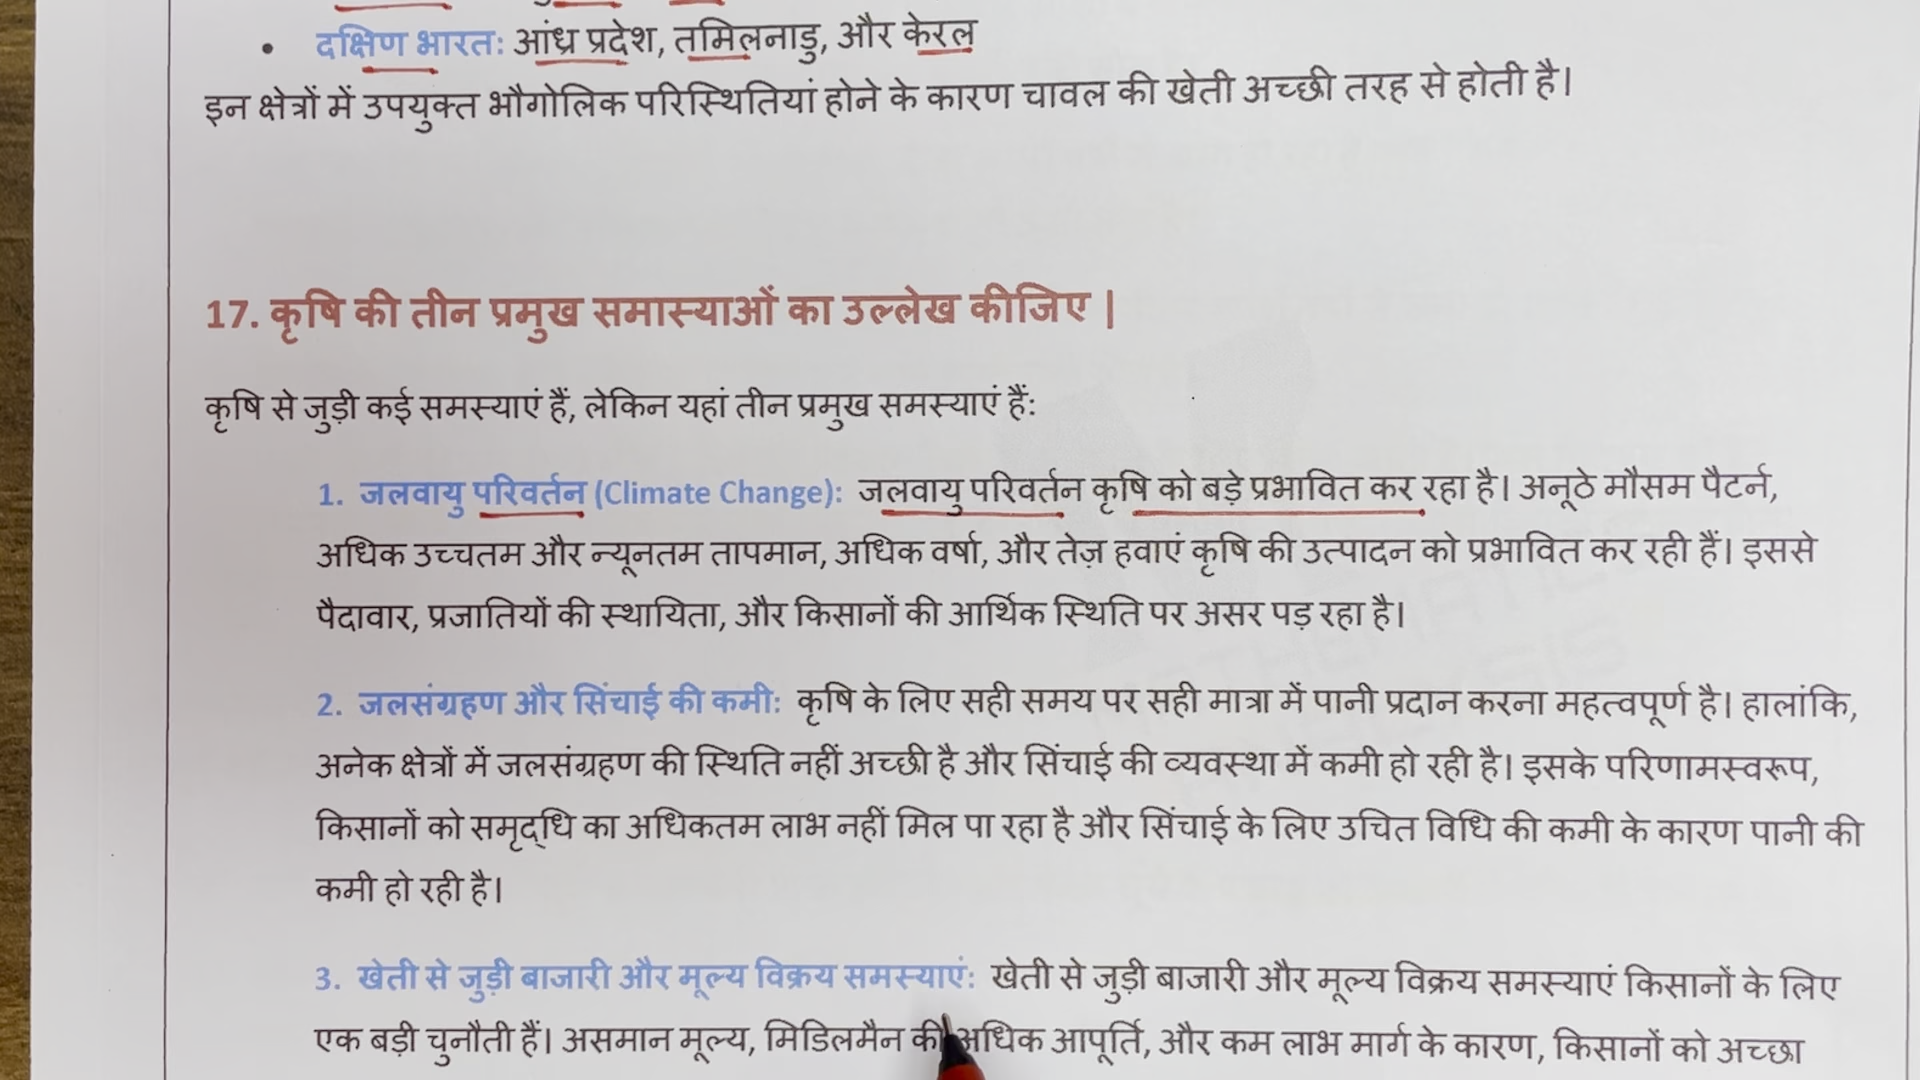 • दक्षिण भारत: आंध्र प्रदेश, तमिलनाडु, और केरल
इन क्षेत्रों में उपयुक्त भौगोलिक परिस्थितियां होने के कारण चावल की खेती अच्छी तरह से होती है।
17. कृषि की तीन प्रमुख समास्याओं का उल्लेख कीजिए |
कृषि से जुड़ी कई समस्याएं हैं, लेकिन यहां तीन प्रमुख समस्याएं हैं:
1. जलवायु परिवर्तन (Climate Change): जलवायु परिवर्तन कृषि को बड़े प्रभावित कर रहा है। अनूठे मौसम पैटर्न,
अधिक उच्चतम और न्यूनतम तापमान, अधिक वर्षा, और तेज़ हवाएं कृषि की उत्पादन को प्रभावित कर रही हैं। इससे
पैदावार, प्रजातियों की स्थायिता, और किसानों की आर्थिक स्थिति पर असर पड़ रहा है।
2. जलसंग्रहण और सिंचाई की कमी: कृषि के लिए सही समय पर सही मात्रा में पानी प्रदान करना महत्वपूर्ण है। हालांकि,
अनेक क्षेत्रों में जलसंग्रहण की स्थिति नहीं अच्छी है और सिंचाई की व्यवस्था में कमी हो रही है। इसके परिणामस्वरूप,
किसानों को समृद्धि का अधिकतम लाभ नहीं मिल पा रहा है और सिंचाई के लिए उचित विधि की कमी के कारण पानी की
कमी हो रही है।
3. खेती से जुड़ी बाजारी और मूल्य विक्रय समस्याएं: खेती से जुड़ी बाजारी और मूल्य विक्रय समस्याएं किसानों के लिए
एक बड़ी चुनौती हैं। असमान मूल्य, मिडिलमैन की अधिक आपूर्ति, और कम लाभ मार्ग के कारण, किसानों को अच्छा